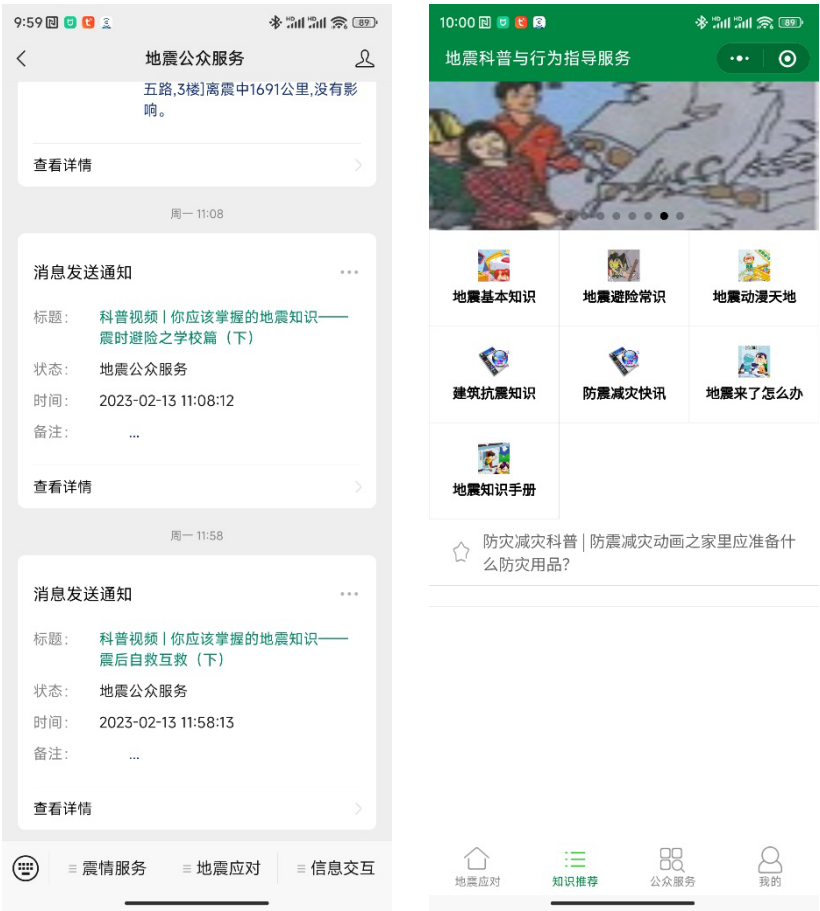 9:59
89
地震公众服务
五路,3楼]离震中1691公里,没有影
响。
查看详情
周一 11:08
消息发送通知
标题:
科普视频 | 你应该掌握的地震知识——
震时避险之学校篇（下）
状态:
地震公众服务
时间:
2023-02-13 11:08:12
备注:
...
查看详情
周一 11:58
消息发送通知
标题:
科普视频 | 你应该掌握的地震知识——
震后自救互救（下）
状态:
地震公众服务
时间:
2023-02-13 11:58:13
备注:
...
查看详情
震情服务
地震应对
信息交互
10:00
89
地震科普与行为指导服务
地震基本知识
地震避险常识
地震动漫天地
建筑抗震知识
防震减灾快讯
地震来了怎么办
地震知识手册
防灾减灾科普 | 防震减灾动画之家里应准备什
么防灾用品？
地震应对
知识推荐
公众服务
我的